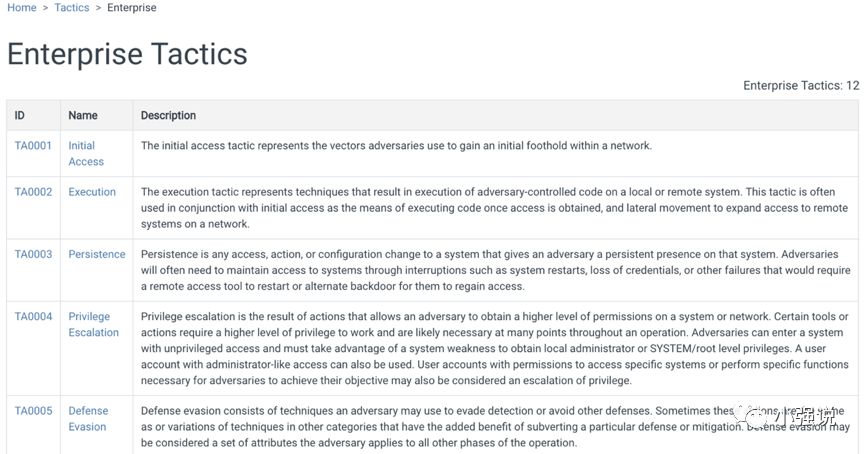 Home > Tactics > Enterprise
Enterprise Tactics
Enterprise Tactics: 12
ID Name Description
TA0001 Initial Access The initial access tactic represents the vectors adversaries use to gain an initial foothold within a network.
TA0002 Execution The execution tactic represents techniques that result in execution of adversary-controlled code on a local or remote system. This tactic is often
used in conjunction with initial access as the means of executing code once access is obtained, and lateral movement to expand access to remote
systems on a network.
TA0003 Persistence Persistence is any access, action, or configuration change to a system that gives an adversary a persistent presence on that system. Adversaries
will often need to maintain access to systems through interruptions such as system restarts, loss of credentials, or other failures that would require
a remote access tool to restart or alternate backdoor for them to regain access.
TA0004 Privilege Escalation Privilege escalation is the result of actions that allows an adversary to obtain a higher level of permissions on a system or network. Certain tools or
actions require a higher level of privilege to work and are likely necessary at many points throughout an operation. Adversaries can enter a system
with unprivileged access and must take advantage of a system weakness to obtain local administrator or SYSTEM/root level privileges. A user
account with administrator-like access can also be used. User accounts with permissions to access specific systems or perform specific functions
necessary for adversaries to achieve their objective may also be considered an escalation of privilege.
TA0005 Defense Evasion Defense evasion consists of techniques an adversary may use to evade detection or avoid other defenses. Sometimes
as or variations of techniques in other categories that have the added benefit of subverting a particular defense or mitigation. Defense evasion may
be considered a set of attributes the adversary applies to all other phases of the operation.
小强说